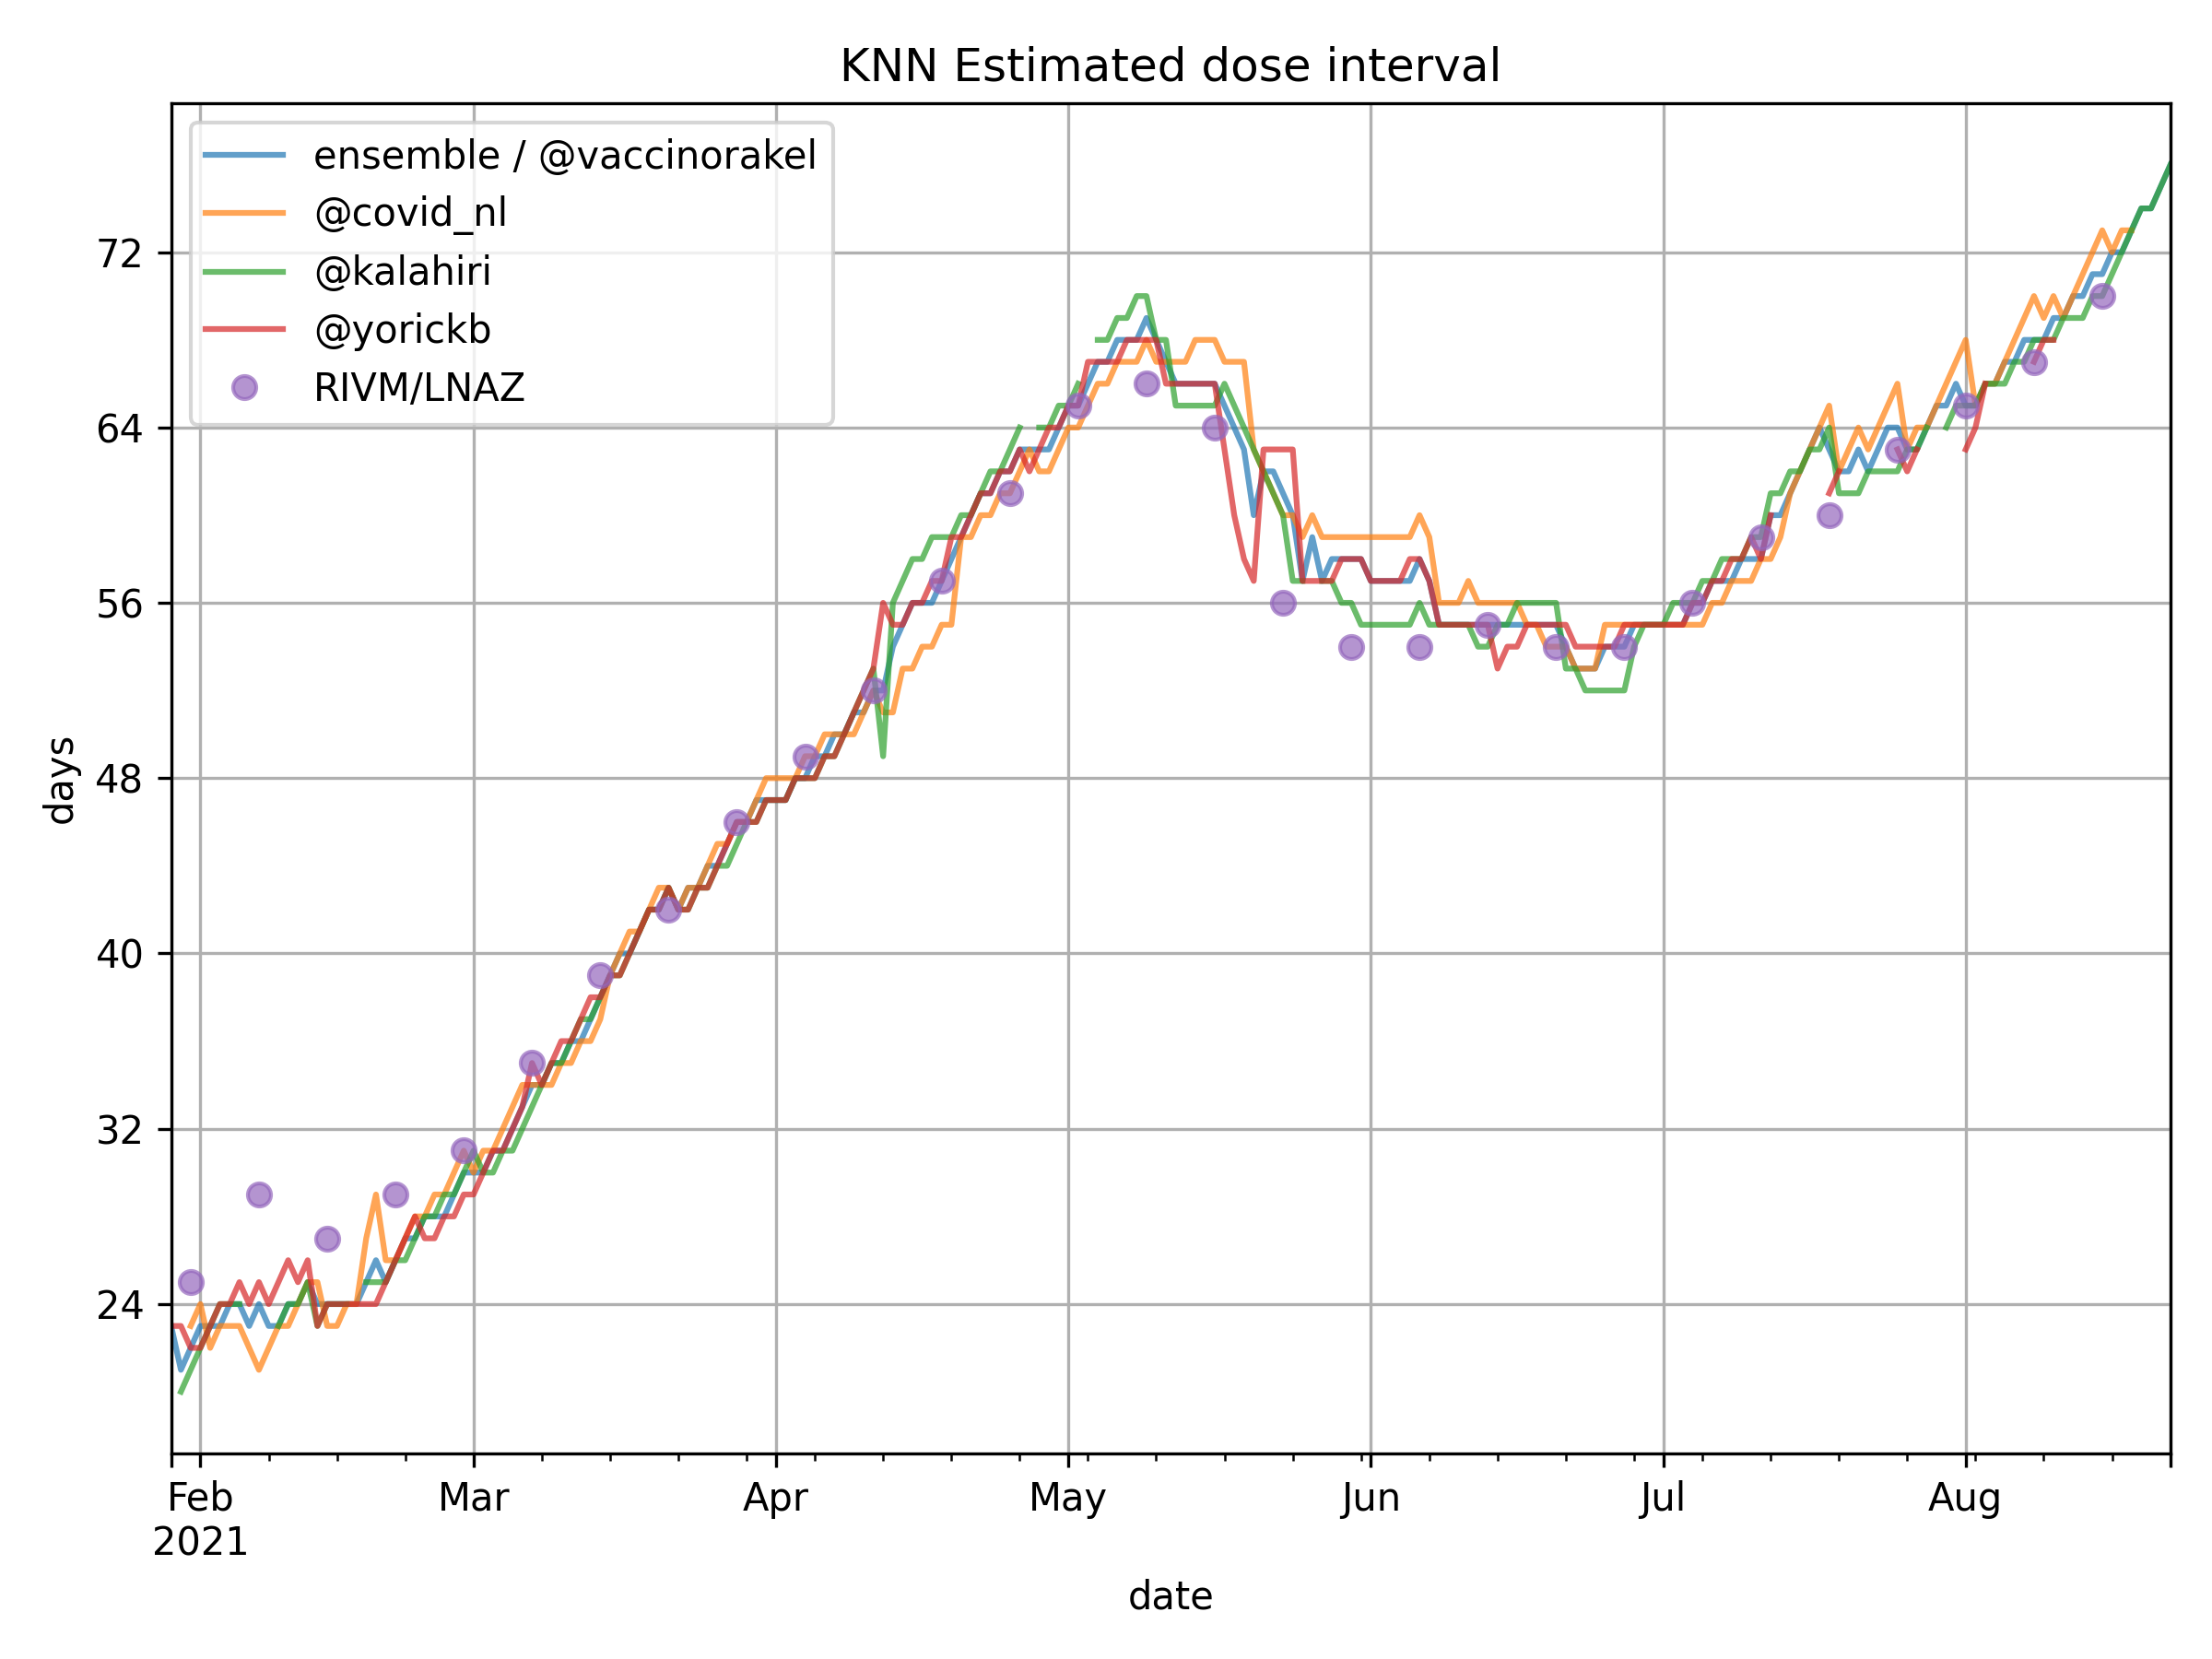 KNN Estimated dose interval
ensemble / @vaccinorakel
@covid_nl
@kalahiri
@yorickb
RIVM/LNAZ
72
64
56
48
40
32
24
days
Feb Mar Apr May Jun Jul Aug
2021
date